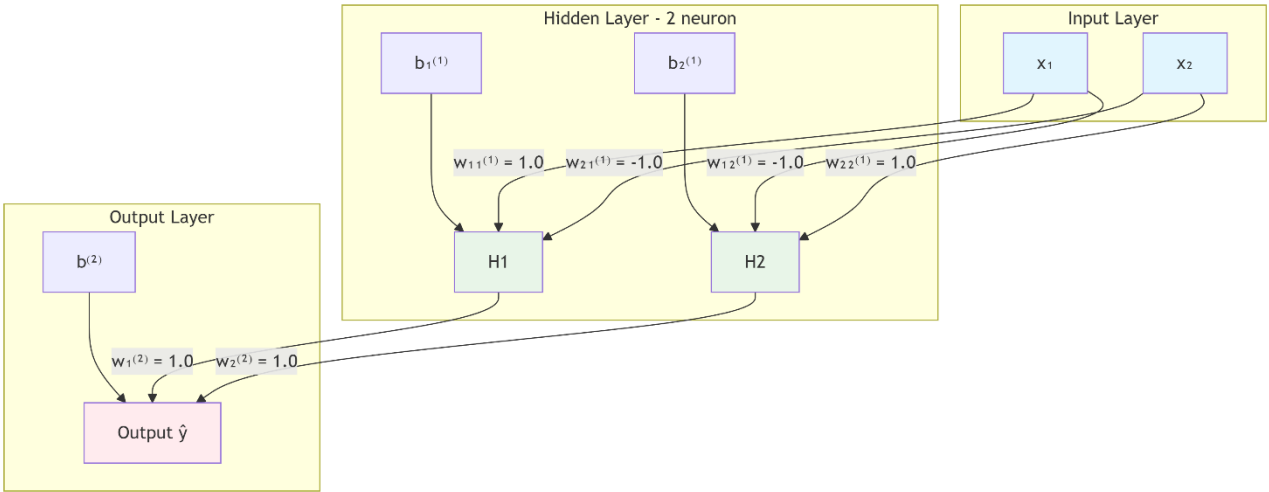 Hidden Layer - 2 neuron
Input Layer
b₁⁽¹⁾
b₂⁽¹⁾
x₁
x₂
w₁₁⁽¹⁾ = 1.0
w₂₁⁽¹⁾ = -1.0
w₁₂⁽¹⁾ = -1.0
w₂₂⁽¹⁾ = 1.0
Output Layer
b⁽²⁾
H1
H2
w₁⁽²⁾ = 1.0
w₂⁽²⁾ = 1.0
Output ŷ